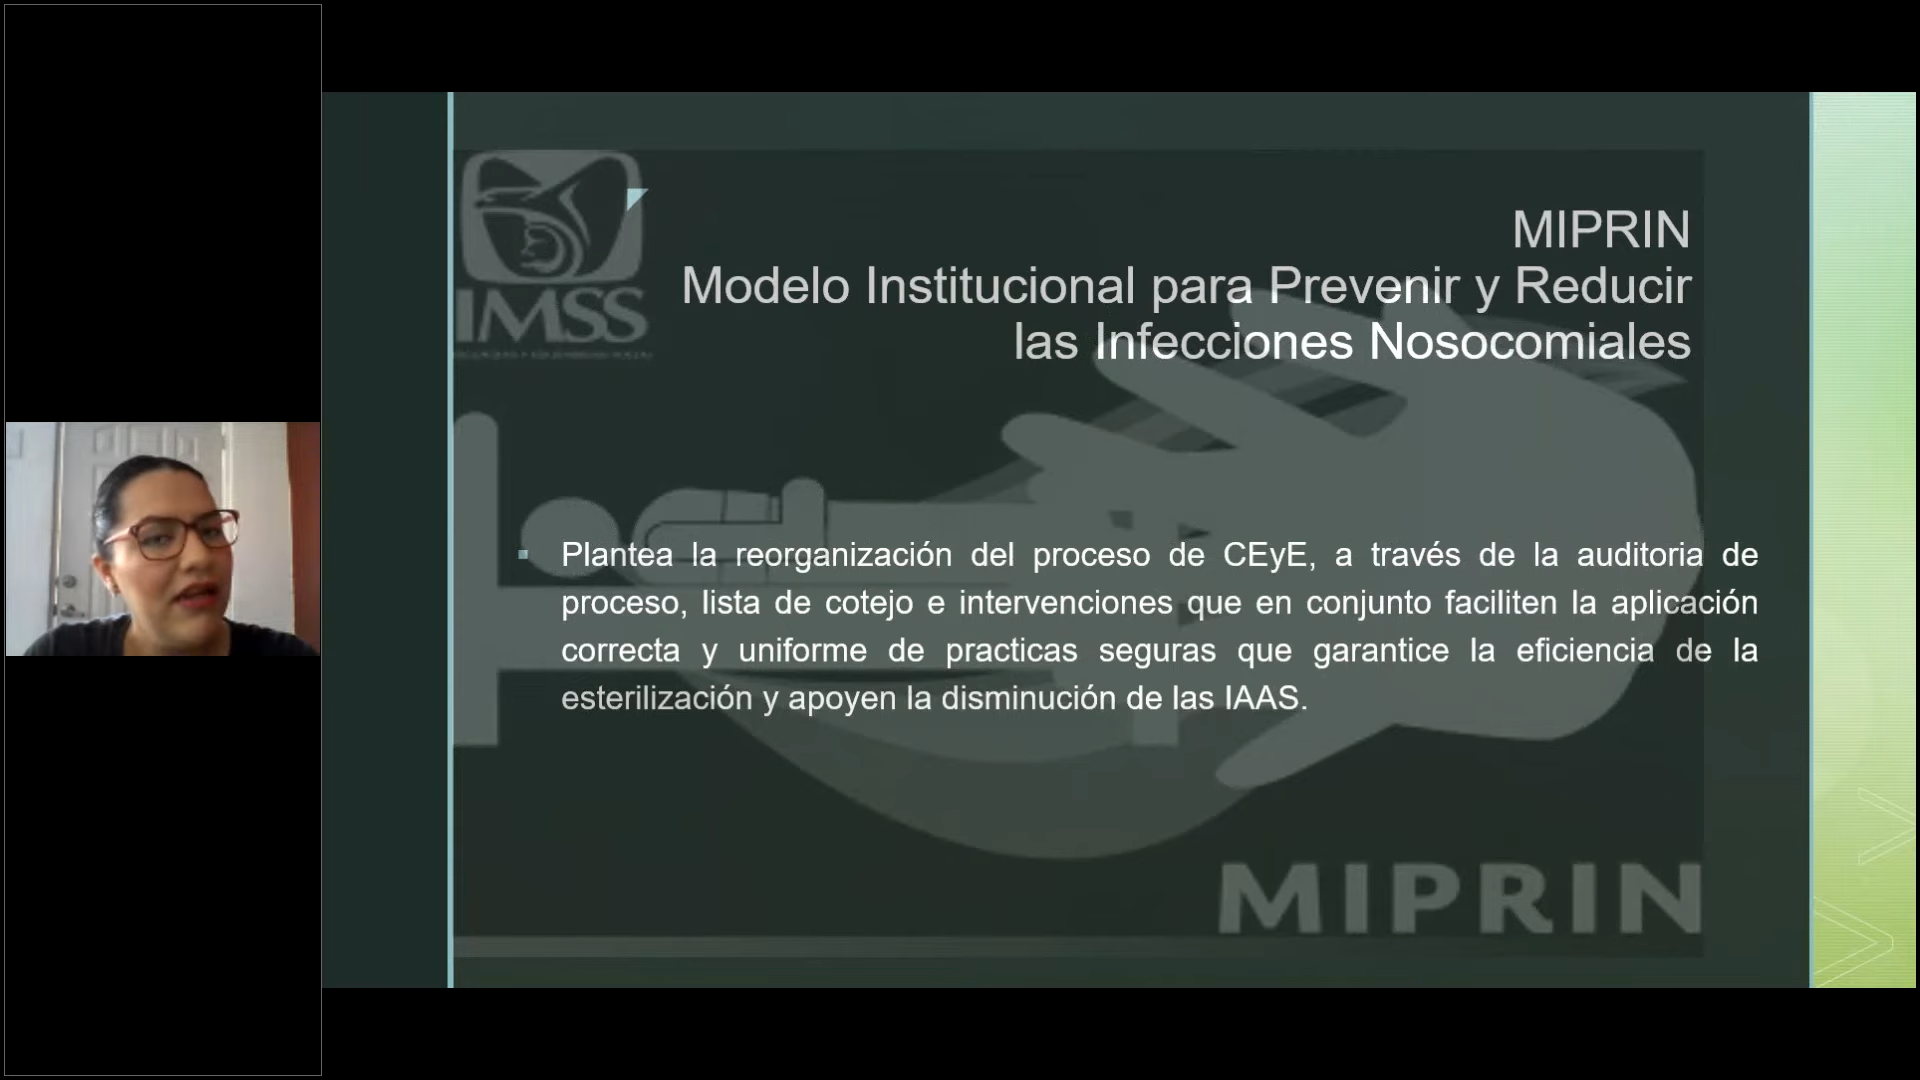 IMSS
MIPRIN
Modelo Institucional para Prevenir y Reducir
las Infecciones Nosocomiales
Plantea la reorganización del proceso de CEyE, a través de la auditoria de
proceso, lista de cotejo e intervenciones que en conjunto faciliten la aplicación
correcta y uniforme de practicas seguras que garantice la eficiencia de la
esterilización y apoyen la disminución de las IAAS.
MIPRIN